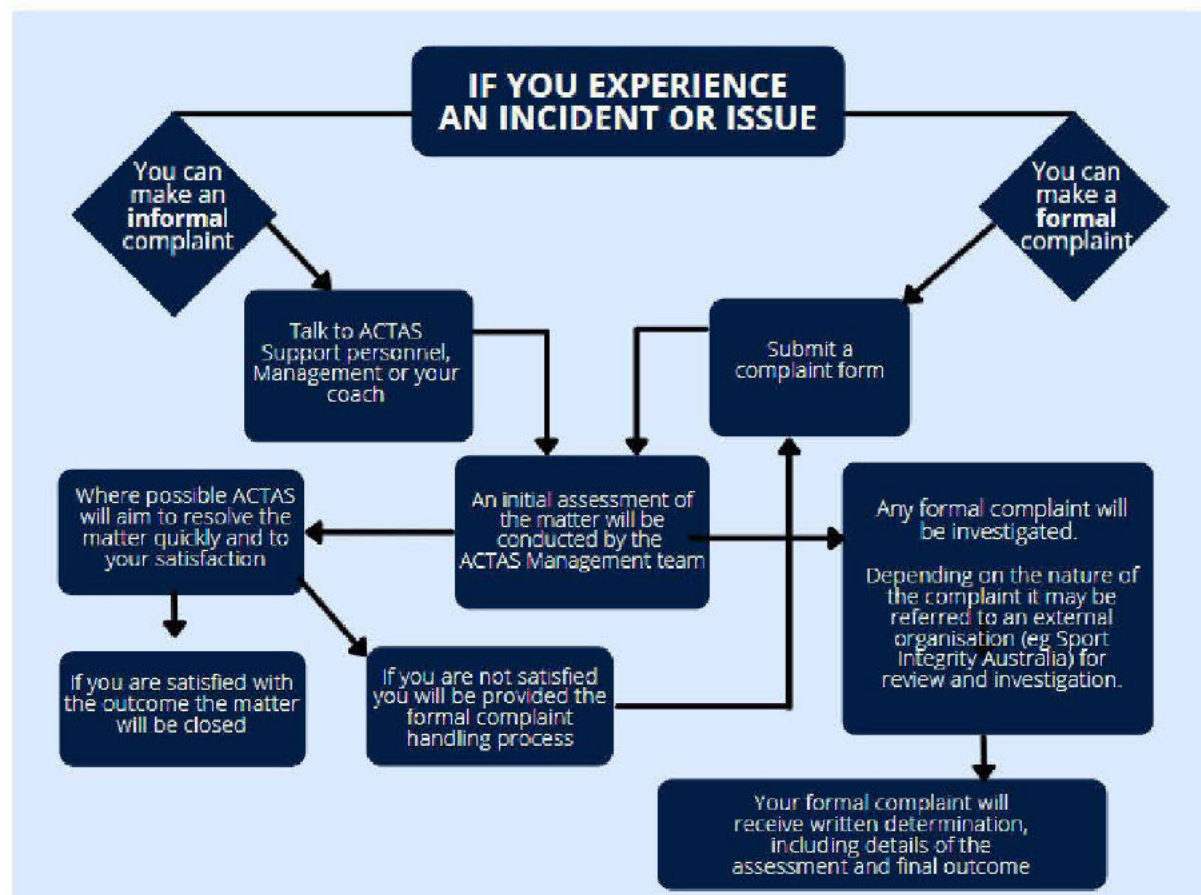 IF YOU EXPERIENCE
AN INCIDENT OR ISSUE
You can
make an
informal
complaint
You can
make a
formal
complaint
Talk to ACTAS
Support personnel,
Management or your
coach
Submit a
complaint form
Where possible ACTAS
will aim to resolve the
matter quickly and to
your satisfaction
An initial assessment of
the matter will be
conducted by the
ACTAS Management team
Any formal complaint will
be investigated.
Depending on the nature of
the complaint it may be
referred to an external
organisation (eg Sport
Integrity Australia) for
review and investigation.
If you are satisfied with
the outcome the matter
will be closed
If you are not satisfied
you will be provided the
formal complaint
handling process
Your formal complaint will
receive written determination,
including details of the
assessment and final outcome